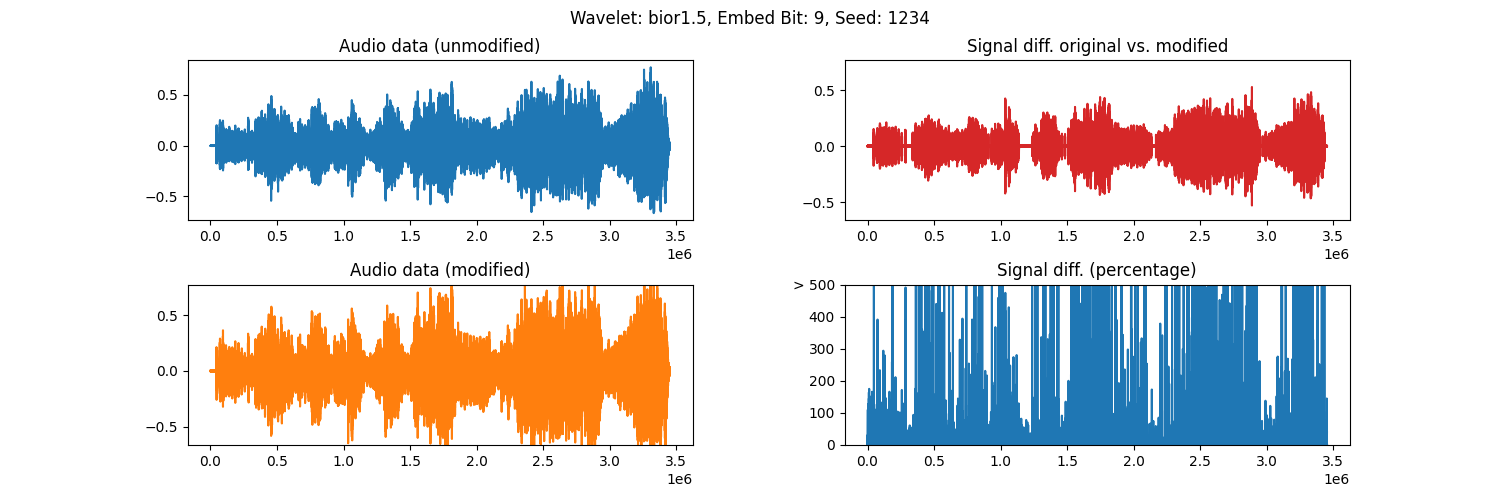 Wavelet: bior1.5, Embed Bit: 9, Seed: 1234
Audio data (unmodified)
0.5
0.0
−0.5
0.0 0.5 1.0 1.5 2.0 2.5 3.0 3.5
1e6
Signal diff. original vs. modified
0.5
0.0
−0.5
0.0 0.5 1.0 1.5 2.0 2.5 3.0 3.5
1e6
Audio data (modified)
0.5
0.0
−0.5
0.0 0.5 1.0 1.5 2.0 2.5 3.0 3.5
1e6
Signal diff. (percentage)
> 500
400
300
200
100
0
0.0 0.5 1.0 1.5 2.0 2.5 3.0 3.5
1e6